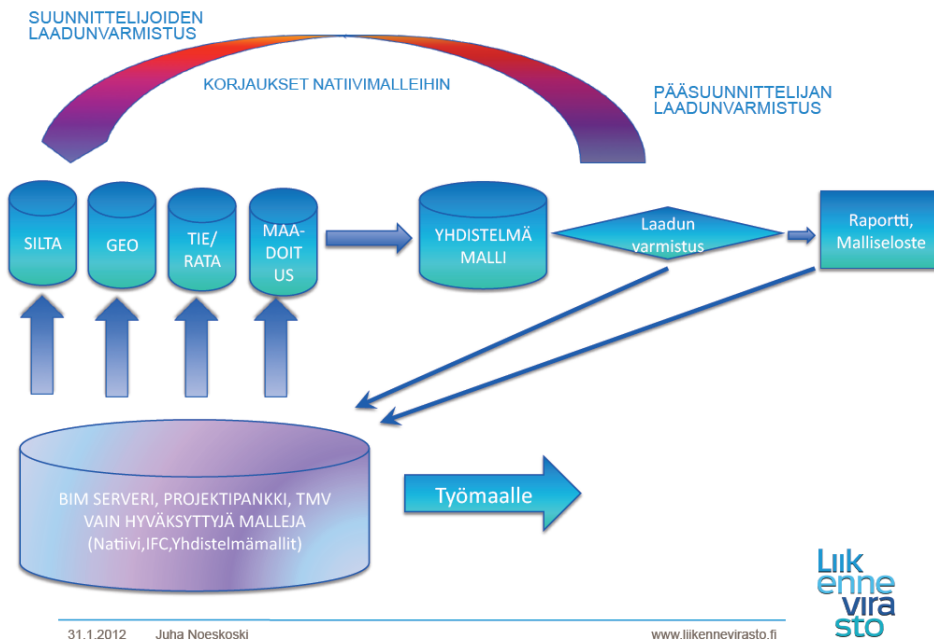 SUUNNITTELIJOIDEN
LAADUNVARMISTUS
KORJAUKSET NATIIVIMALLEIHIN
PÄÄSUUNNITTELIJAN
LAADUNVARMISTUS
SILTA
GEO
TIE/
RATA
MAA-
DOIT
US
YHDISTELMÄ
MALLI
Laadun
varmistus
Raportti,
Malliseloste
BIM SERVERI, PROJEKTIPANKKI, TMV
VAIN HYVÄKSYTTYJÄ MALLEJA
(Natiivi,IFC,Yhdistelmämallit)
Työmaalle
Liik
enne
vira
sto
31.1.2012 Juha Noeskoski
www.liikennevirasto.fi